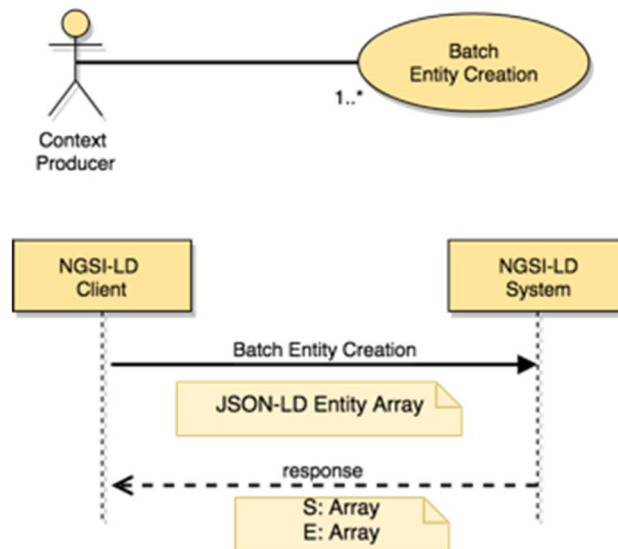 Batch
Entity Creation
1..*
Context
Producer
NGSI-LD
Client
NGSI-LD
System
Batch Entity Creation
JSON-LD Entity Array
response
S: Array
E: Array